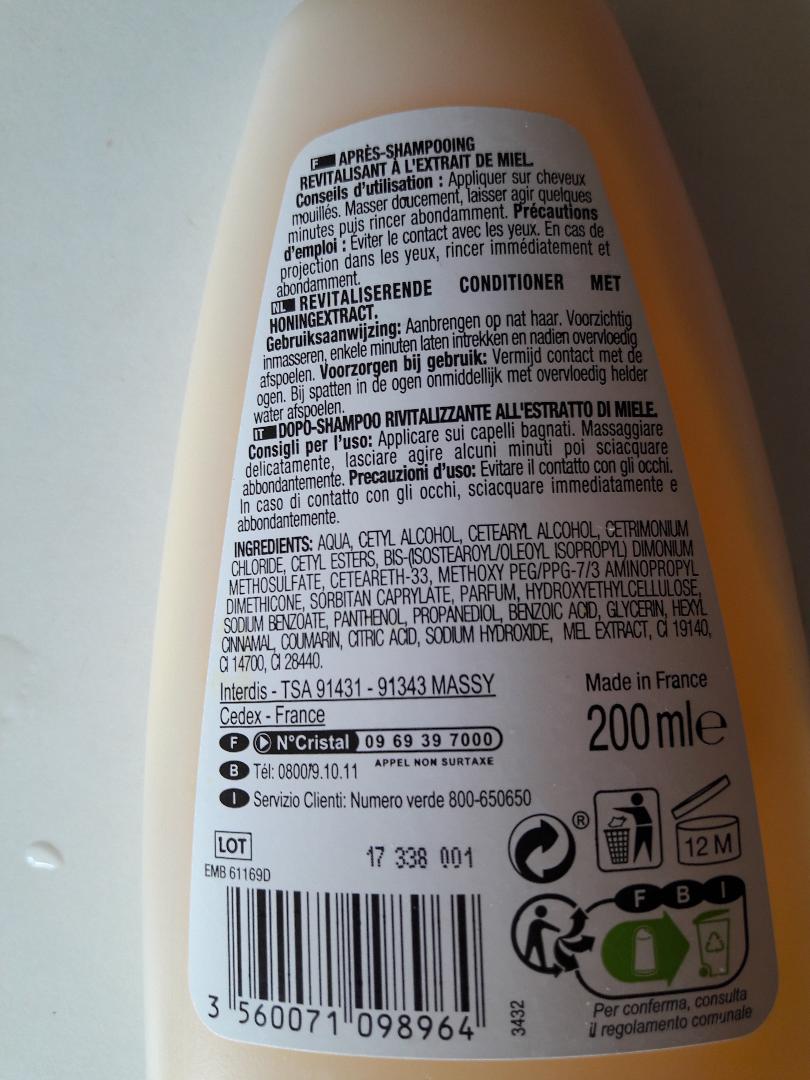 F APRÈS-SHAMPOOING
REVITALISANT À L'EXTRAIT DE MIEL.
Conseils d'utilisation : Appliquer sur cheveux
mouillés. Masser doucement, laisser agir quelques
minutes puis rincer abondamment. Précautions
d'emploi : Éviter le contact avec les yeux. En cas de
projection dans les yeux, rincer immédiatement et
abondamment.
NL REVITALISERENDE CONDITIONER MET
HONINGEXTRACT.
Gebruiksaanwijzing: Aanbrengen op nat haar. Voorzichtig
inmasseren, enkele minuten laten intrekken en nadien overvloedig
afspoelen. Voorzorgen bij gebruik: Vermijd contact met de
ogen. Bij spatten in de ogen onmiddellijk met overvloedig helder
water afspoelen.
IT DOPO-SHAMPOO RIVITALIZZANTE ALL'ESTRATTO DI MIELE.
Consigli per l'uso: Applicare sui capelli bagnati. Massaggiare
delicatamente, lasciare agire alcuni minuti poi sciacquare
abbondantemente. Precauzioni d'uso: Evitare il contatto con gli occhi.
In caso di contatto con gli occhi, sciacquare immediatamente e
abbondantemente.
INGREDIENTS: AQUA, CETYL ALCOHOL, CETEARYL ALCOHOL, CETRIMONIUM
CHLORIDE, CETYL ESTERS, BIS-(ISOSTEAROYL/OLEOYL ISOPROPYL) DIMONIUM
METHOSULFATE, CETEARETH-33, METHOXY PEG/PPG-7/3 AMINOPROPYL
DIMETHICONE, SORBITAN CAPRYLATE, PARFUM, HYDROXYETHYLCELLULOSE,
SODIUM BENZOATE, PANTHENOL, PROPANEDIOL, BENZOIC ACID, GLYCERIN, HEXYL
CINNAMAL, COUMARIN, CITRIC ACID, SODIUM HYDROXIDE, MEL EXTRACT, CI 19140,
CI 14700, CI 28440.
Interdis - TSA 91431 - 91343 MASSY
Cedex - France
Made in France
200 ml e
F N°Cristal 09 69 39 7000
APPEL NON SURTAXE
B Tél: 0800/9.10.11
I Servizio Clienti: Numero verde 800-650650
®
12 M
LOT
17 338 001
EMB 61169D
F B I
3 560071 098964
3432
Per conferma, consulta
il regolamento comunale